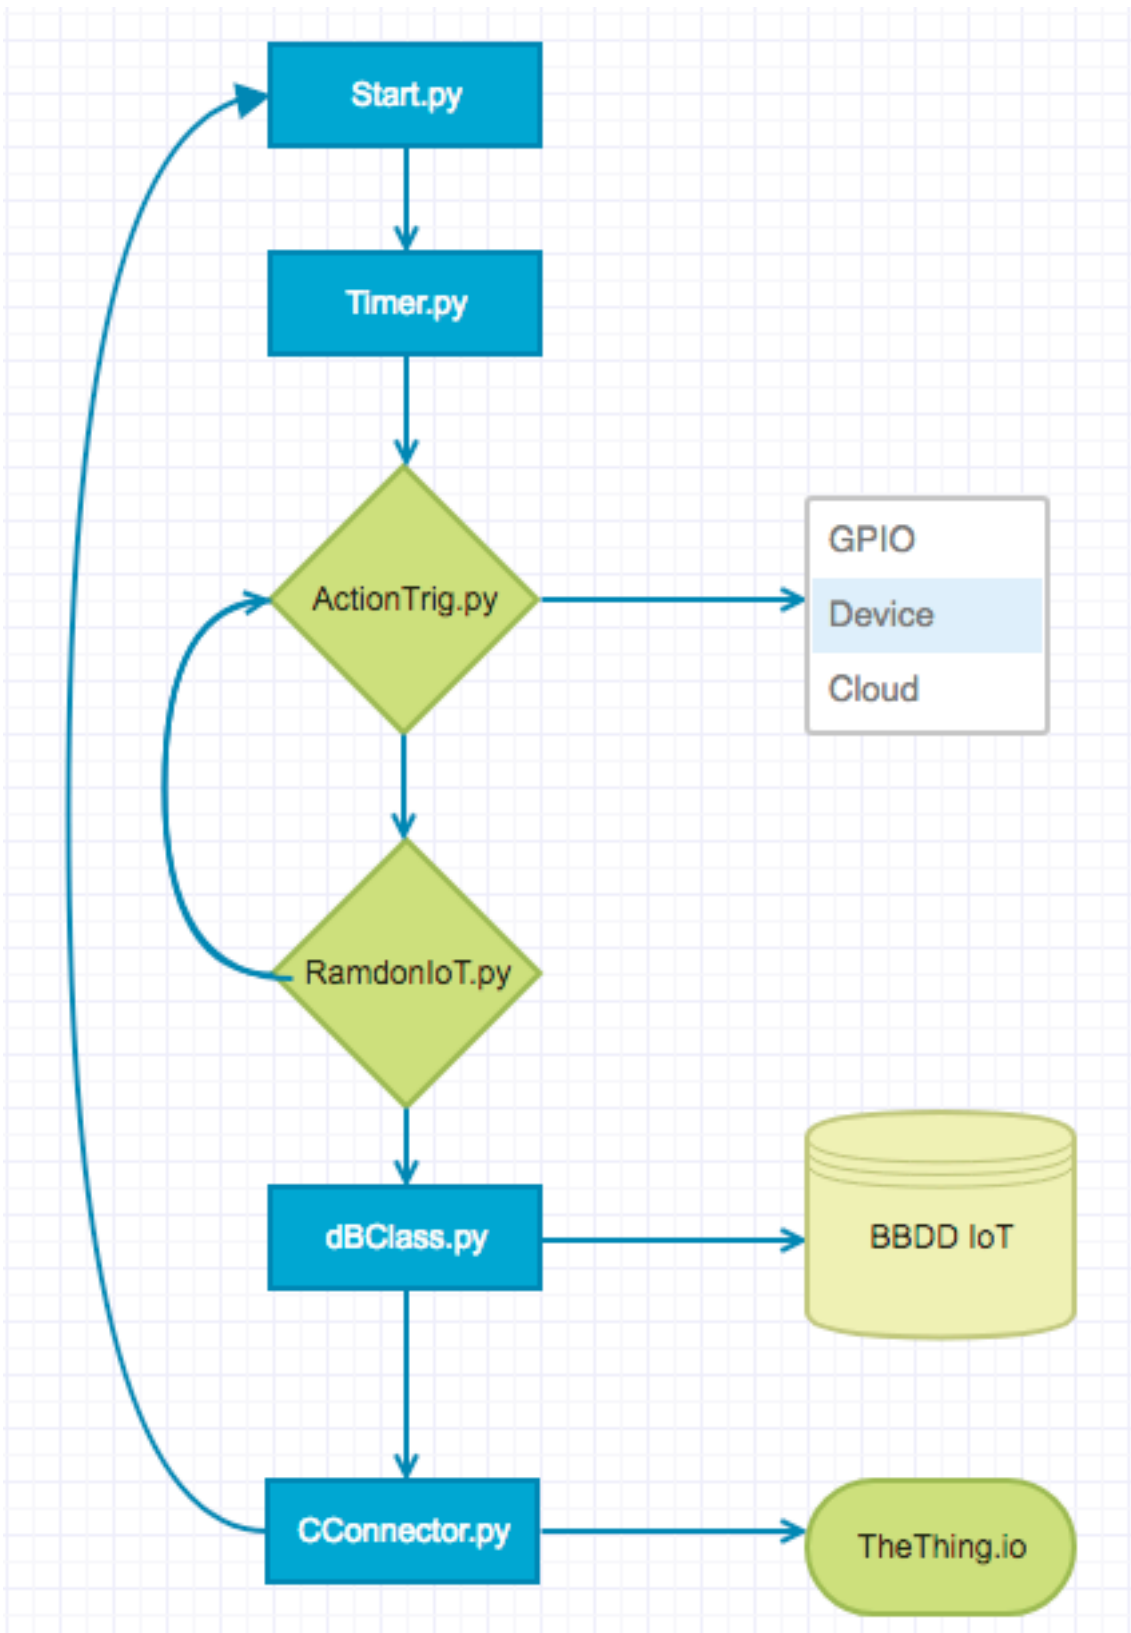 Start.py
Timer.py
ActionTrig.py
GPIO
Device
Cloud
RamdonIoT.py
dBClass.py
BBDD IoT
CConnector.py
TheThing.io